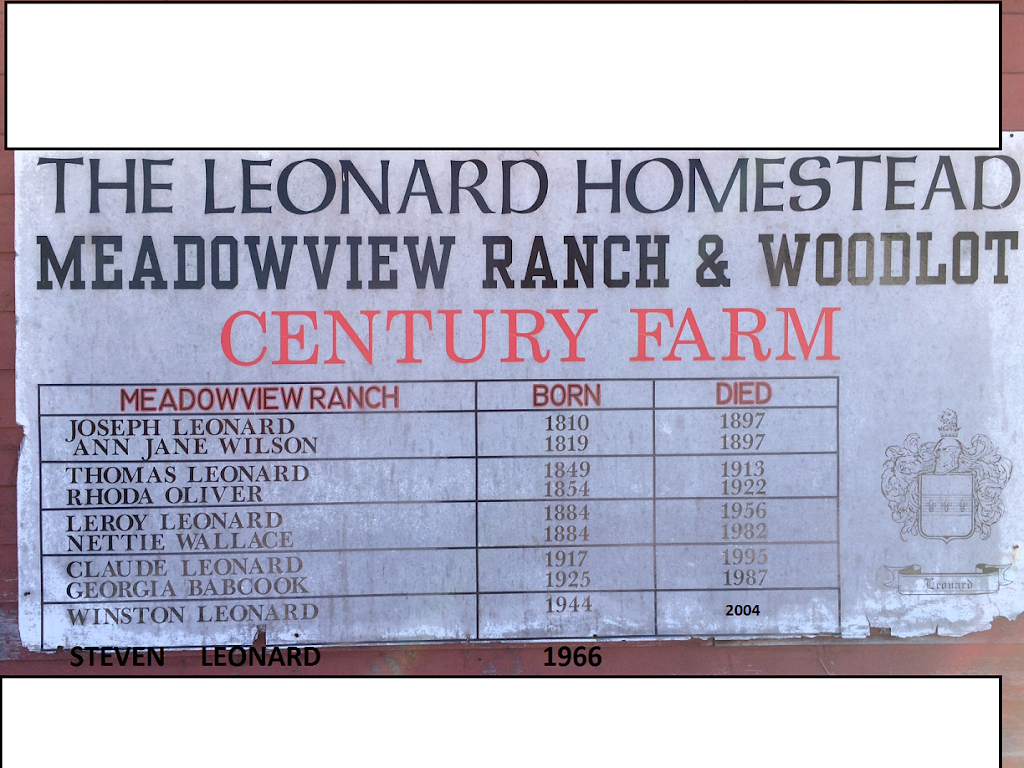 THE LEONARD HOMESTEAD
MEADOWVIEW RANCH & WOODLOT
CENTURY FARM
MEADOWVIEW RANCH BORN DIED
JOSEPH LEONARD 1810 1897
ANN JANE WILSON 1819 1897
THOMAS LEONARD 1849 1913
RHODA OLIVER 1854 1922
LEROY LEONARD 1884 1956
NETTIE WALLACE 1884 1982
CLAUDE LEONARD 1917 1995
GEORGIA BABCOOK 1925 1987
WINSTON LEONARD 1944 2004
STEVEN LEONARD 1966
Leonard